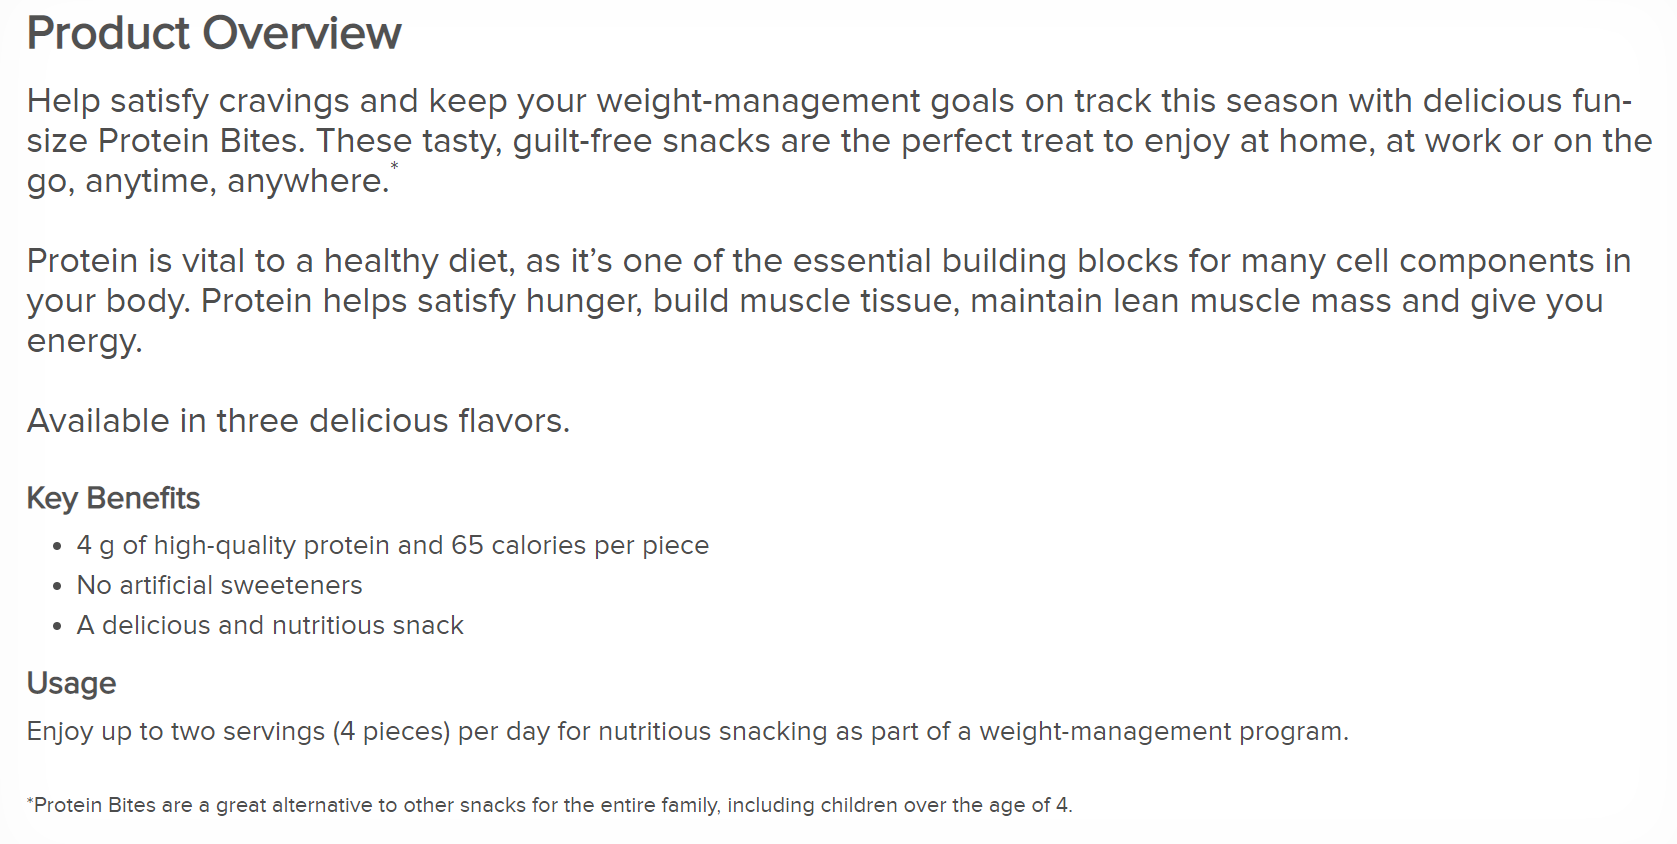 Product Overview
Help satisfy cravings and keep your weight-management goals on track this season with delicious fun-
size Protein Bites. These tasty, guilt-free snacks are the perfect treat to enjoy at home, at work or on the
go, anytime, anywhere.*
Protein is vital to a healthy diet, as it’s one of the essential building blocks for many cell components in
your body. Protein helps satisfy hunger, build muscle tissue, maintain lean muscle mass and give you
energy.
Available in three delicious flavors.
Key Benefits
• 4 g of high-quality protein and 65 calories per piece
• No artificial sweeteners
• A delicious and nutritious snack
Usage
Enjoy up to two servings (4 pieces) per day for nutritious snacking as part of a weight-management program.
*Protein Bites are a great alternative to other snacks for the entire family, including children over the age of 4.